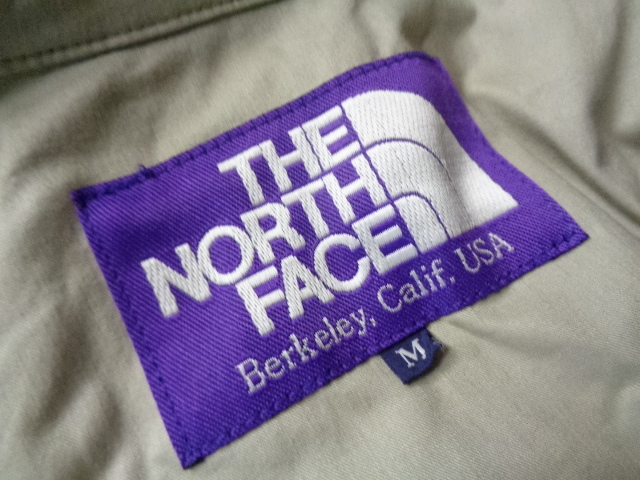 THE
NORTH
FACE
Berkeley, Calif, USA
M